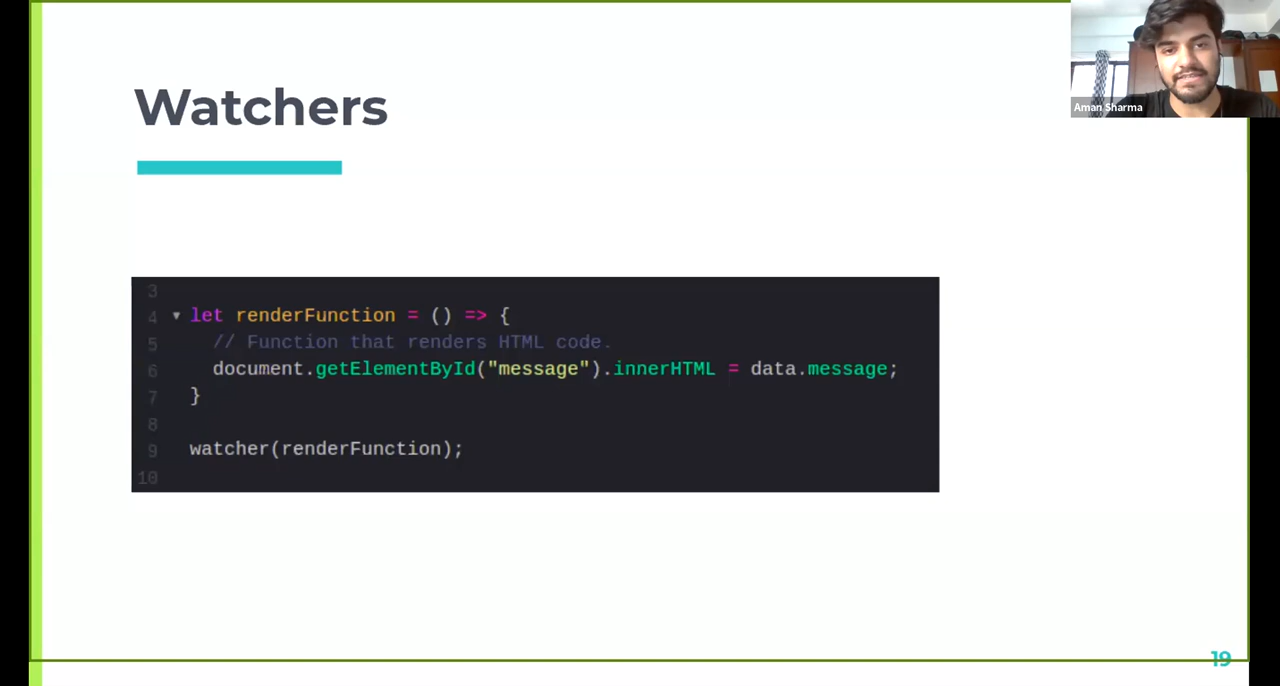 Watchers
Aman Sharma
3
4 ▾ let renderFunction = () => {
5 // Function that renders HTML code.
6 document.getElementById("message").innerHTML = data.message;
7 }
8
9 watcher(renderFunction);
10
19